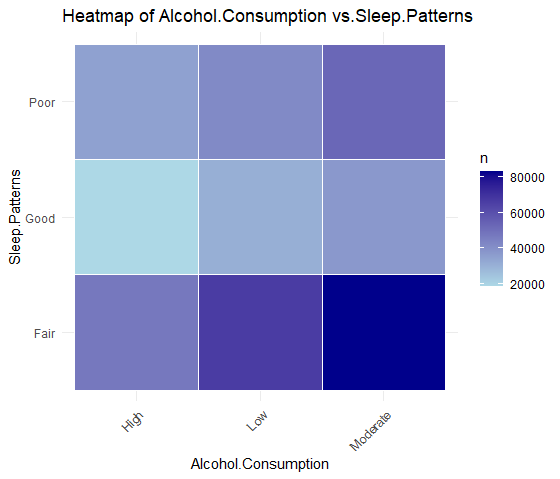 Heatmap of Alcohol.Consumption vs.Sleep.Patterns
Sleep.Patterns
Poor
Good
Fair
High
Low
Moderate
Alcohol.Consumption
n
80000
60000
40000
20000